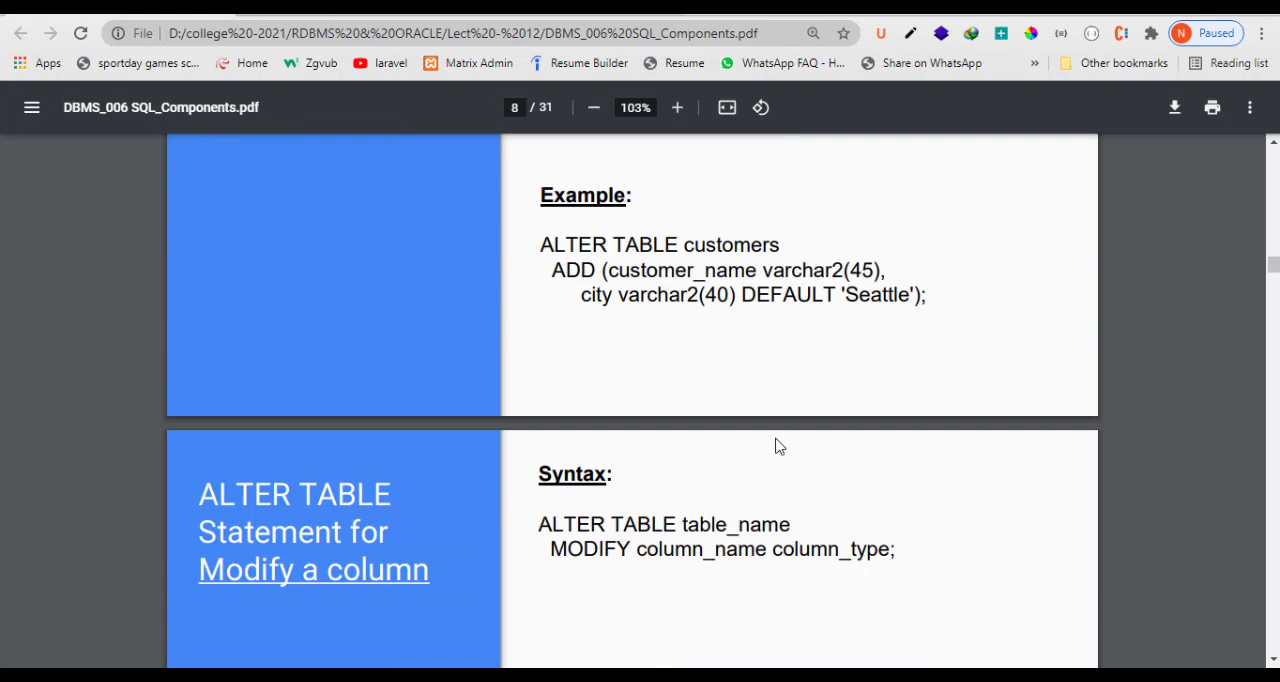 File D:/college%20-2021/RDBMS%20&%20ORACLE/Lect%20-%2012/DBMS_006%20SQL_Components.pdf
N Paused
Apps sportday games sc... Home Zgvub laravel Matrix Admin Resume Builder Resume WhatsApp FAQ - H... Share on WhatsApp » Other bookmarks Reading list
DBMS_006 SQL_Components.pdf 8 / 31 103%
Example:
ALTER TABLE customers
ADD (customer_name varchar2(45),
city varchar2(40) DEFAULT 'Seattle');
ALTER TABLE
Statement for
Modify a column
Syntax:
ALTER TABLE table_name
MODIFY column_name column_type;